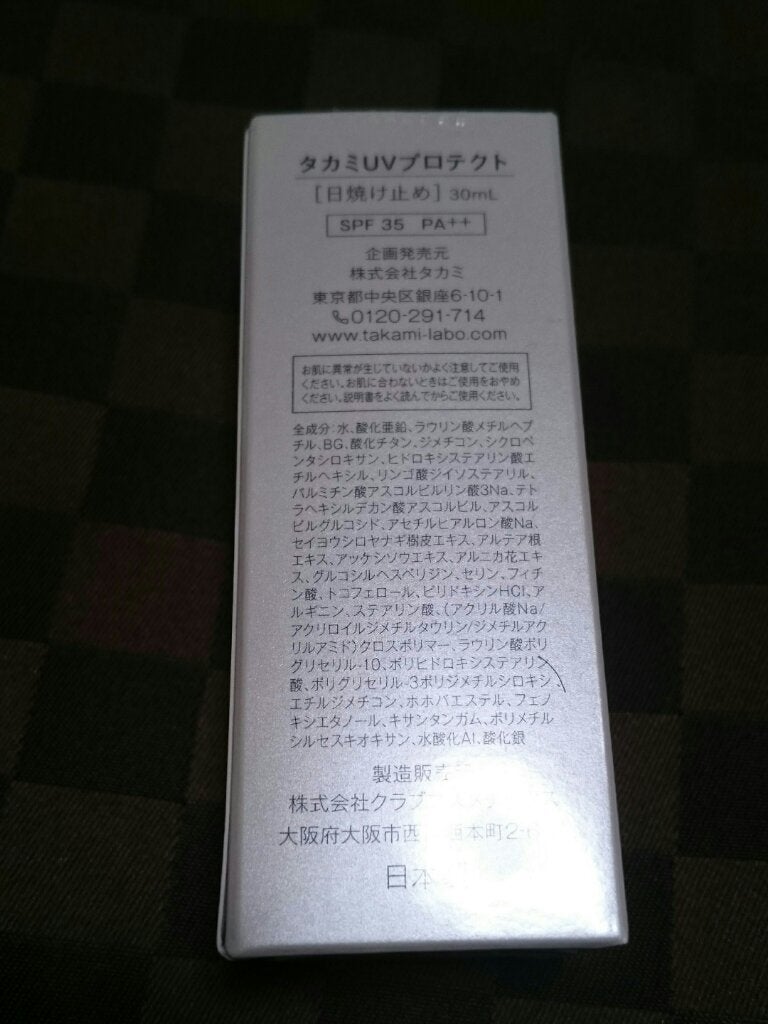 タカミUVプロテクト
[日焼け止め] 30mL
SPF 35 PA++
企画発売元
株式会社タカミ
東京都中央区銀座6-10-1
0120-291-714
www.takami-labo.com
お肌に異常が生じていないかよく注意してご使用
ください。お肌に合わないときはご使用をおやめ
ください。説明書をよく読んでからご使用ください。
全成分:水、酸化亜鉛、ラウリン酸メチルヘプ
チル、BG、酸化チタン、ジメチコン、シクロペ
ンタシロキサン、ヒドロキシステアリン酸エ
チルヘキシル、リンゴ酸ジイソステアリル、
パルミチン酸アスコルビルリン酸3Na、テト
ラヘキシルデカン酸アスコルビル、アスコル
ビルグルコシド、アセチルヒアルロン酸Na、
セイヨウシロヤナギ樹皮エキス、アルテア根
エキス、アッケシソウエキス、アルニカ花エキ
ス、グルコシルヘスペリジン、セリン、フィチ
ン酸、トコフェロール、ピリドキシンHCl、ア
ルギニン、ステアリン酸、(アクリル酸Na/
アクリロイルジメチルタウリン/ジメチルアク
リルアミド)クロスポリマー、ラウリン酸ポリ
グリセリル-10、ポリヒドロキシステアリン
酸、ポリグリセリル-3ポリジメチルシロキシ
エチルジメチコン、ホホバエステル、フェノ
キシエタノール、キサンタンガム、ポリメチル
シルセスキオキサン、水酸化Al、酸化銀
製造販売
株式会社クラブ
大阪府大阪市西 本町2-
日本